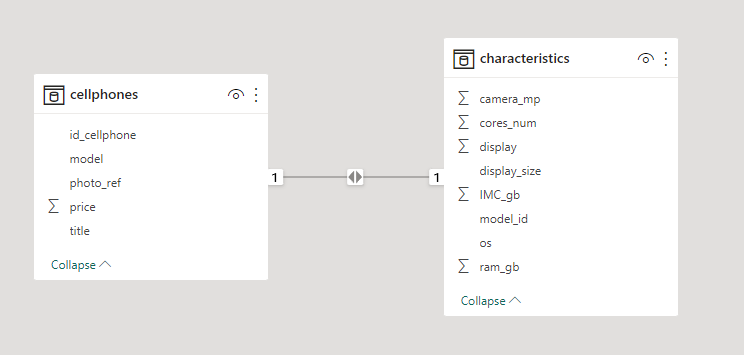 cellphones
id_cellphone
model
photo_ref
price
title
Collapse
1
1
characteristics
camera_mp
cores_num
display
display_size
IMC_gb
model_id
os
ram_gb
Collapse